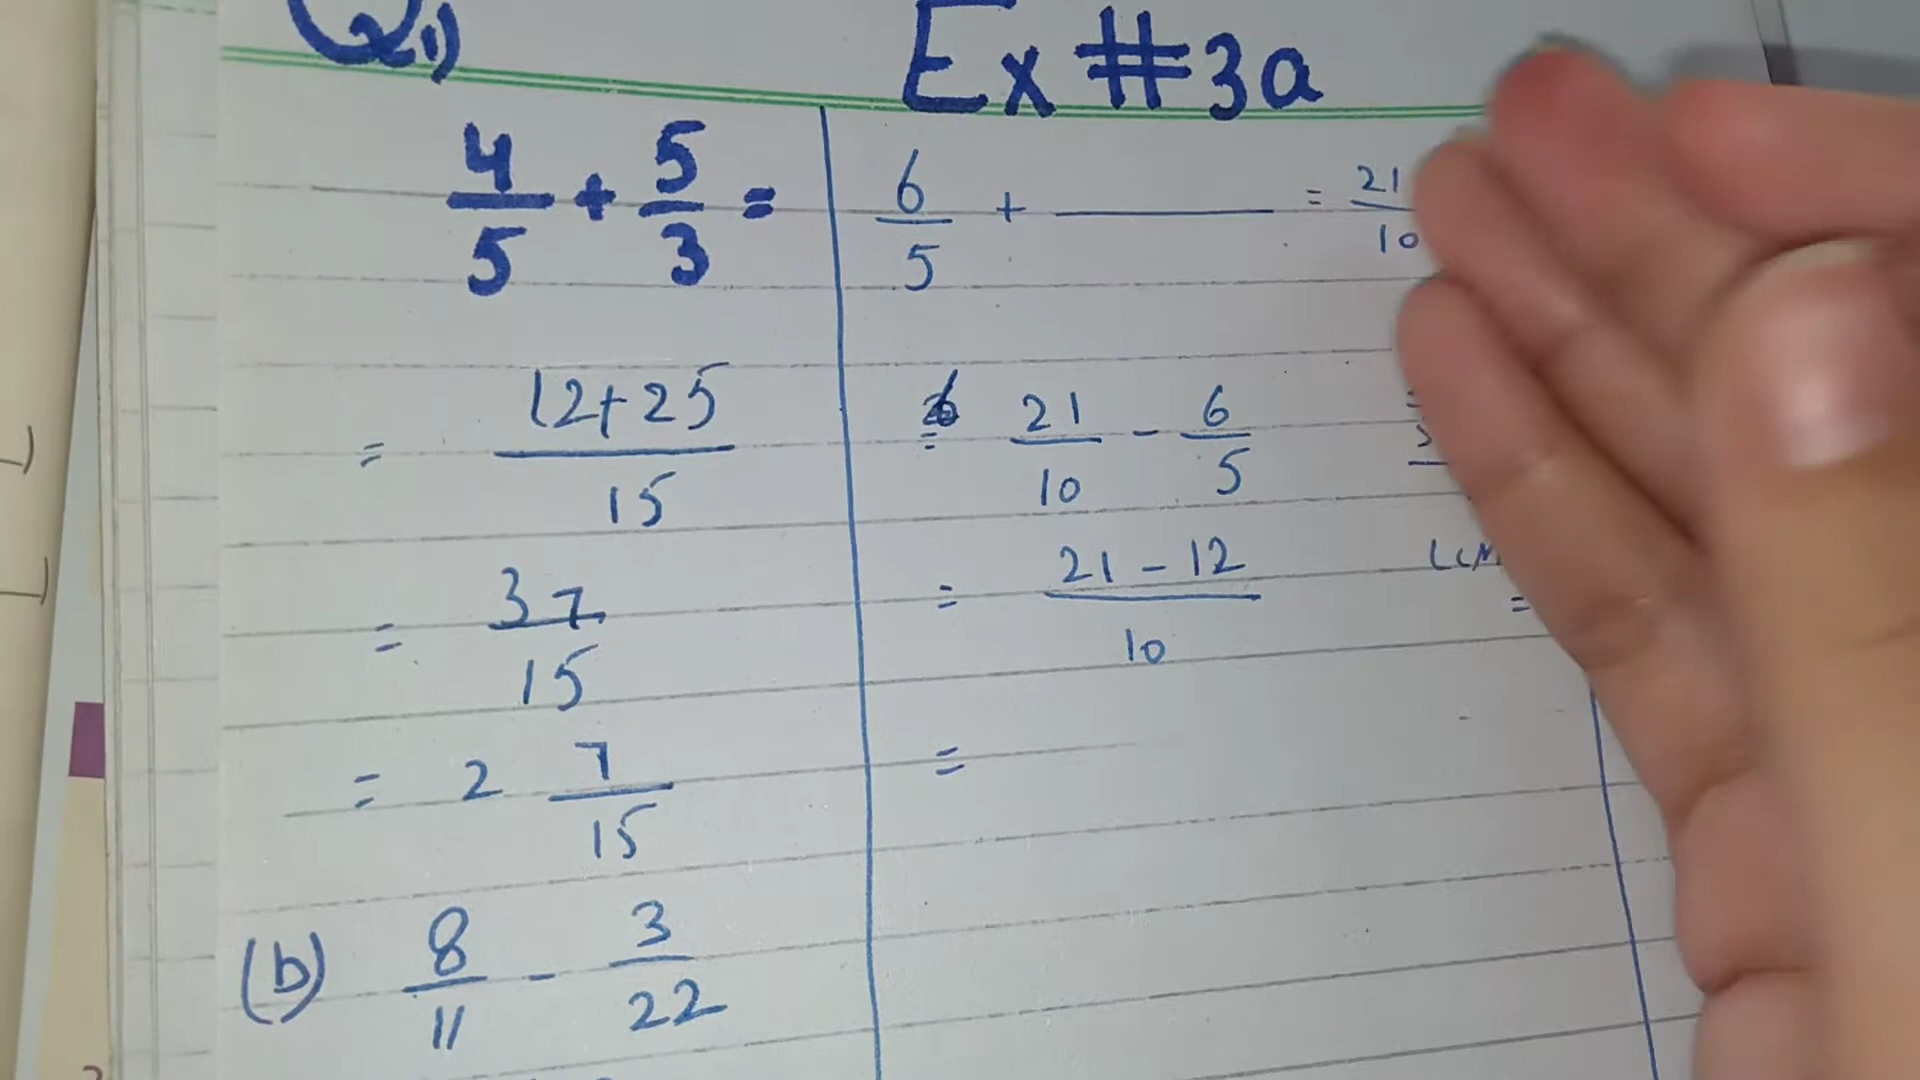 Q1)
Ex #3a
4/5 + 5/3 =
= 12+25/15
= 37/15
= 2 7/15
(b) 8/11 - 3/22
6/5 + ______ = 21/10
= 21/10 - 6/5
= 21 - 12/10
=
LCM
=